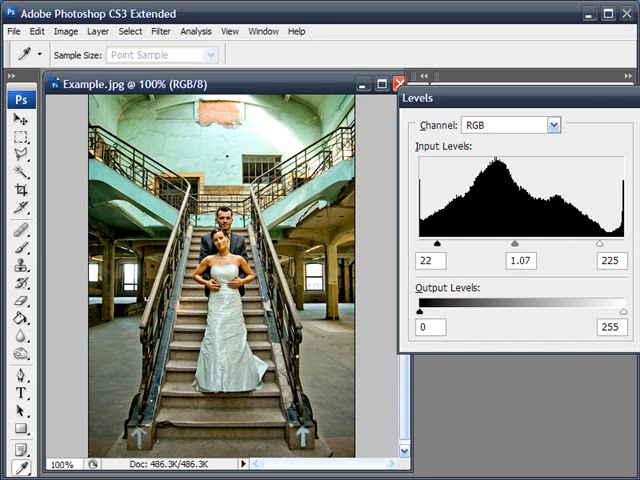 Ps Adobe Photoshop CS3 Extended
File Edit Image Layer Select Filter Analysis View Window Help
Sample Size: Point Sample
Ps
Example.jpg @ 100% (RGB/8)
Levels
Channel: RGB
Input Levels:
22 1.07 225
Output Levels:
0 255
T
100% Doc: 486.3K/486.3K